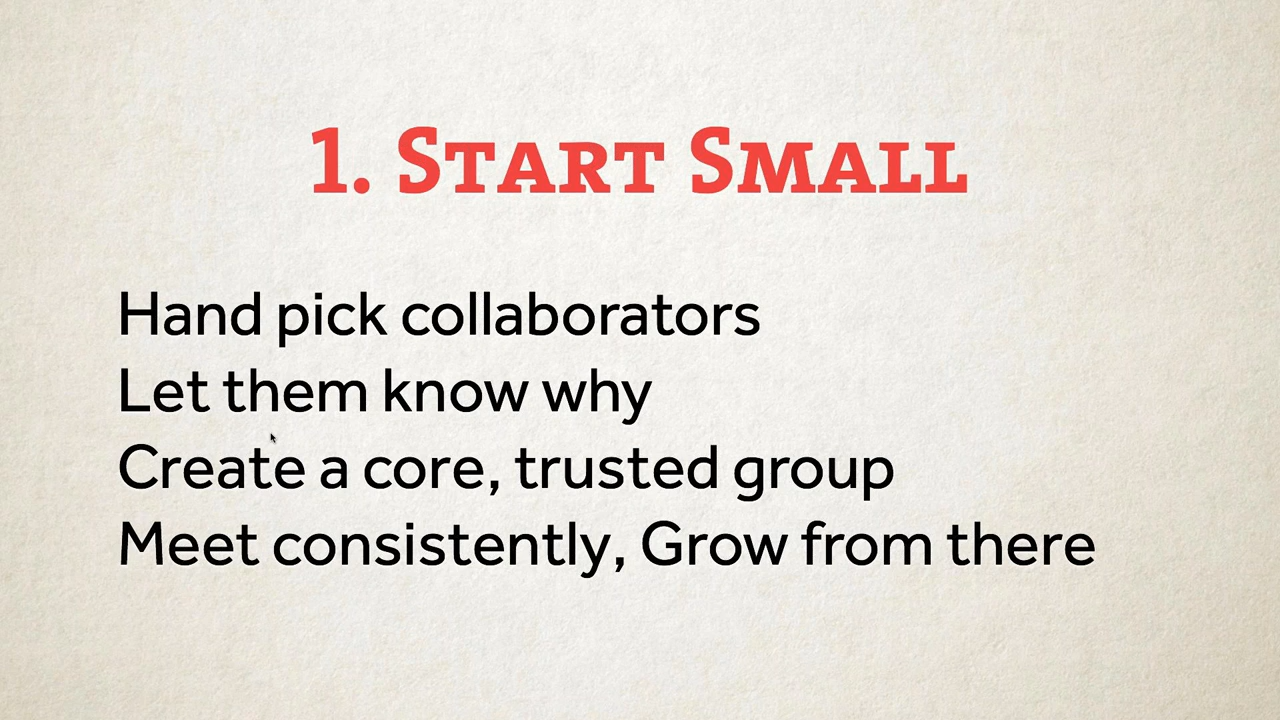 1. Start Small
Hand pick collaborators
Let them know why
Create a core, trusted group
Meet consistently, Grow from there